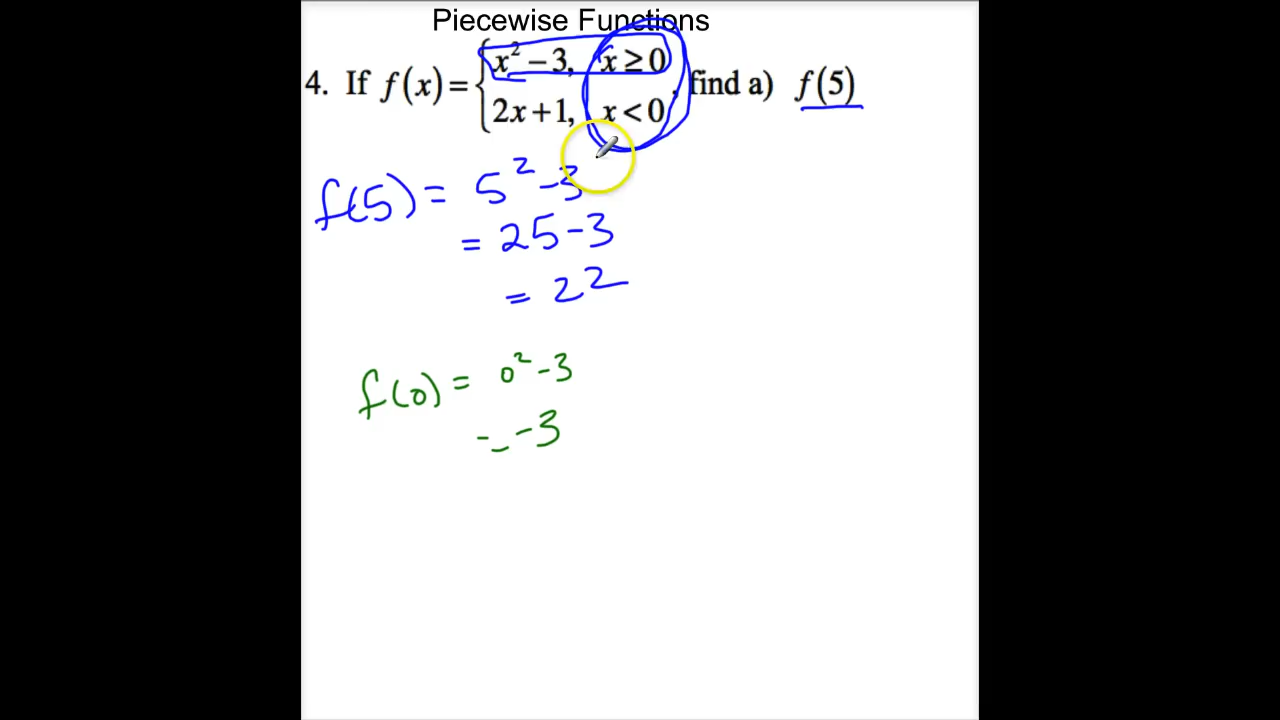 Piecewise Functions
4. If f(x) = { x² − 3, x ≥ 0
2x + 1, x < 0 , find a) f(5)
f(5) = 5² - 3
= 25 - 3
= 22
f(0) = 0² - 3
= -3